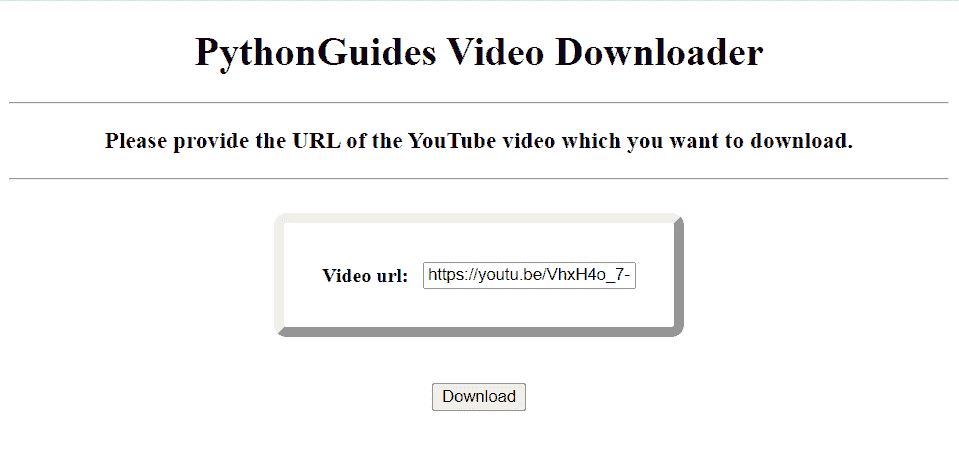 PythonGuides Video Downloader
Please provide the URL of the YouTube video which you want to download.
Video url: https://youtu.be/VhxH4o_7-
Download